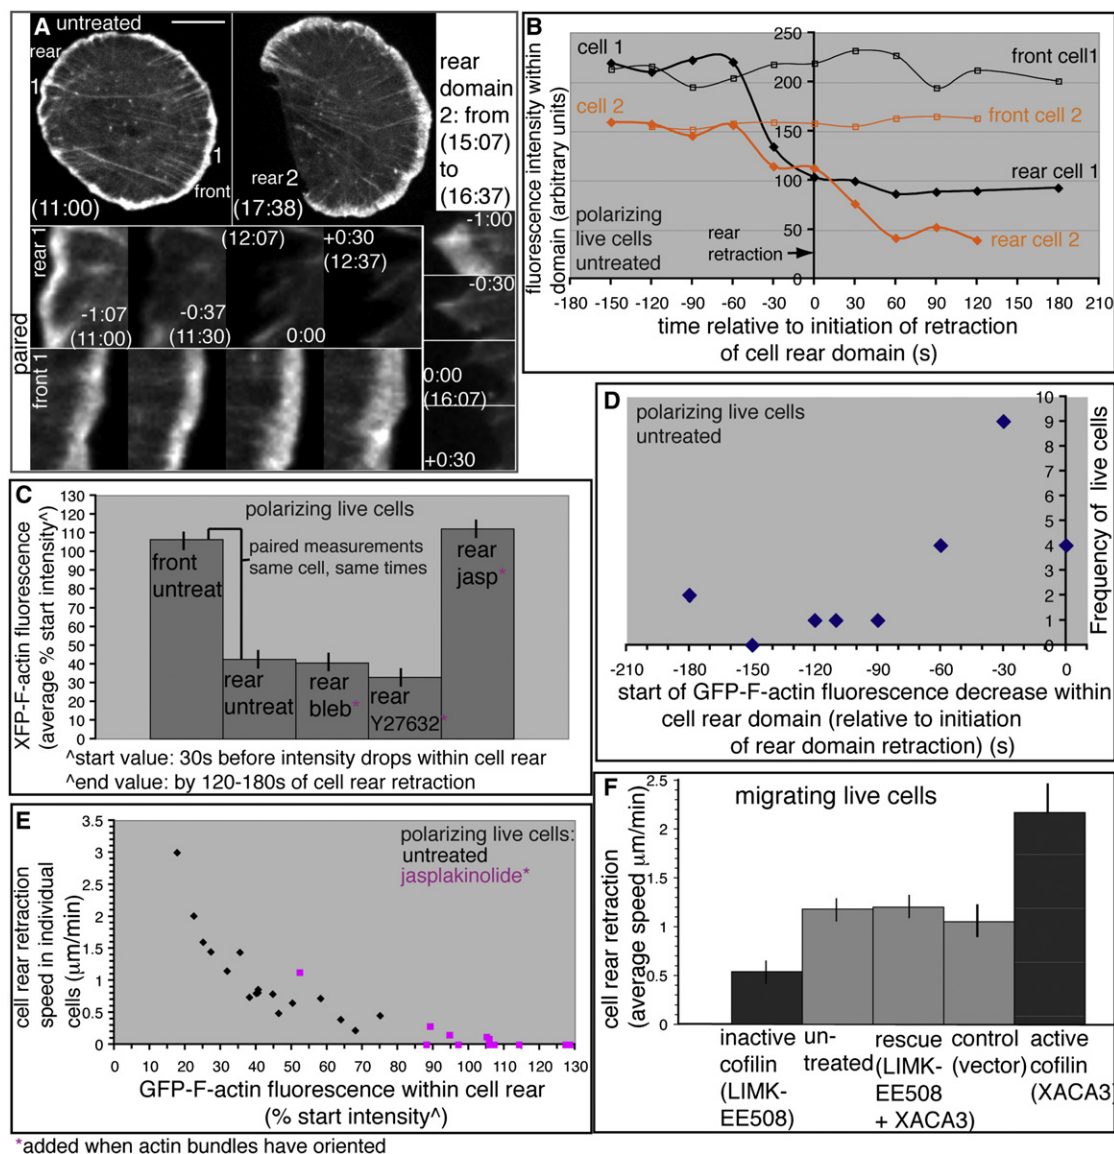 A
untreated
rear
1
1
front
(11:00)
rear 2
(17:38)
rear
domain
2: from
(15:07)
to
(16:37)
paired
rear 1
-1:07
(11:00)
-0:37
(11:30)
(12:07)
0:00
+0:30
(12:37)
-1:00
-0:30
0:00
(16:07)
+0:30
front 1
B
fluorescence intensity within
domain (arbitrary units)
250
200
150
100
50
0
cell 1
front cell1
cell 2
front cell 2
rear cell 1
rear cell 2
polarizing
live cells
untreated
rear
retraction
-180 -150 -120 -90 -60 -30 0 30 60 90 120 150 180 210
time relative to initiation of retraction
of cell rear domain (s)
C
XFP-F-actin fluorescence
(average % start intensity^)
130
120
110
100
90
80
70
60
50
40
30
20
10
0
polarizing live cells
paired measurements
same cell, same times
front
untreat
rear
untreat
rear
bleb*
rear
Y27632*
rear
jasp*
^start value: 30s before intensity drops within cell rear
^end value: by 120-180s of cell rear retraction
D
polarizing live cells
untreated
10
9
8
7
6
5
4
3
2
1
0
Frequency of live cells
-210 -180 -150 -120 -90 -60 -30 0
start of GFP-F-actin fluorescence decrease within
cell rear domain (relative to initiation
of rear domain retraction) (s)
E
cell rear retraction
speed in individual
cells (µm/min)
3.5
3
2.5
2
1.5
1
0.5
0
polarizing live cells:
untreated
jasplakinolide*
0 10 20 30 40 50 60 70 80 90 100 110 120 130
GFP-F-actin fluorescence within cell rear
(% start intensity^)
*added when actin bundles have oriented
F
migrating live cells
cell rear retraction
(average speed µm/min)
2.5
2
1.5
1
0.5
0
inactive
cofilin
(LIMK-
EE508)
un-
treated
rescue
(LIMK-
EE508
+ XACA3)
control
(vector)
active
cofilin
(XACA3)